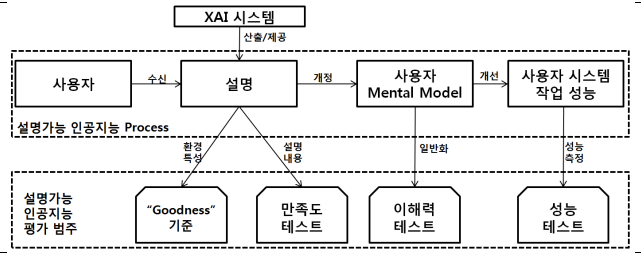 XAI 시스템
산출/제공
사용자
수신
설명
개정
사용자
Mental Model
개선
사용자 시스템
작업 성능
설명가능 인공지능 Process
환경
특성
설명
내용
일반화
성능
측정
설명가능
인공지능
평가 범주
“Goodness”
기준
만족도
테스트
이해력
테스트
성능
테스트